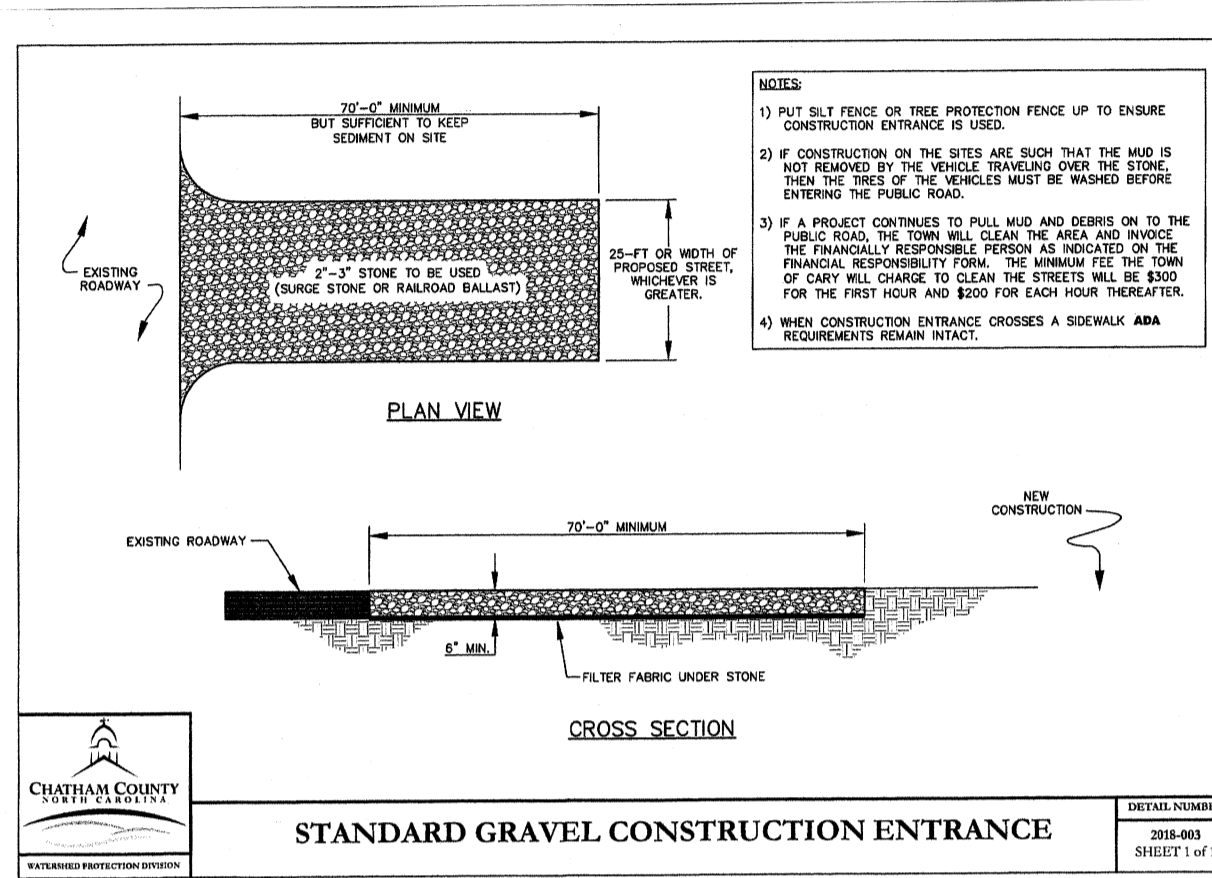 70'-0" MINIMUM
BUT SUFFICIENT TO KEEP
SEDIMENT ON SITE
EXISTING
ROADWAY
2"-3" STONE TO BE USED
(SURGE STONE OR RAILROAD BALLAST)
25-FT OR WIDTH OF
PROPOSED STREET,
WHICHEVER IS
GREATER.
PLAN VIEW
NOTES:
1) PUT SILT FENCE OR TREE PROTECTION FENCE UP TO ENSURE
CONSTRUCTION ENTRANCE IS USED.
2) IF CONSTRUCTION ON THE SITES ARE SUCH THAT THE MUD IS
NOT REMOVED BY THE VEHICLE TRAVELING OVER THE STONE,
THEN THE TIRES OF THE VEHICLES MUST BE WASHED BEFORE
ENTERING THE PUBLIC ROAD.
3) IF A PROJECT CONTINUES TO PULL MUD AND DEBRIS ON TO THE
PUBLIC ROAD, THE TOWN WILL CLEAN THE AREA AND INVOICE
THE FINANCIALLY RESPONSIBLE PERSON AS INDICATED ON THE
FINANCIAL RESPONSIBILITY FORM. THE MINIMUM FEE THE TOWN
OF CARY WILL CHARGE TO CLEAN THE STREETS WILL BE $300
FOR THE FIRST HOUR AND $200 FOR EACH HOUR THEREAFTER.
4) WHEN CONSTRUCTION ENTRANCE CROSSES A SIDEWALK ADA
REQUIREMENTS REMAIN INTACT.
NEW
CONSTRUCTION
EXISTING ROADWAY
70'-0" MINIMUM
6" MIN.
FILTER FABRIC UNDER STONE
CROSS SECTION
CHATHAM COUNTY
NORTH CAROLINA
WATERSHED PROTECTION DIVISION
STANDARD GRAVEL CONSTRUCTION ENTRANCE
DETAIL NUMBE
2018-003
SHEET 1 of